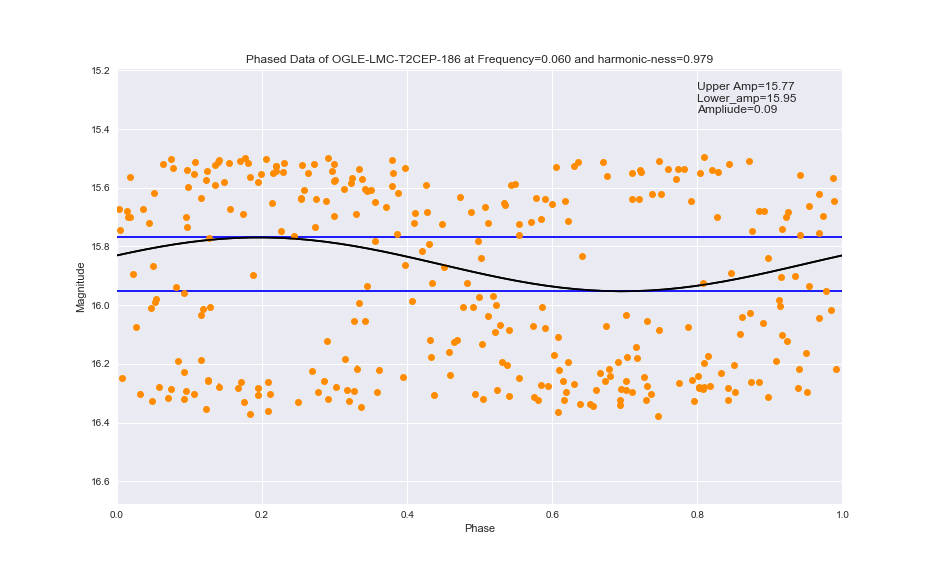 Phased Data of OGLE-LMC-T2CEP-186 at Frequency=0.060 and harmonic-ness=0.979
Upper Amp=15.77
Lower_amp=15.95
Ampliude=0.09
15.2
15.4
15.6
15.8
16.0
16.2
16.4
16.6
Magnitude
0.0 0.2 0.4 0.6 0.8 1.0
Phase